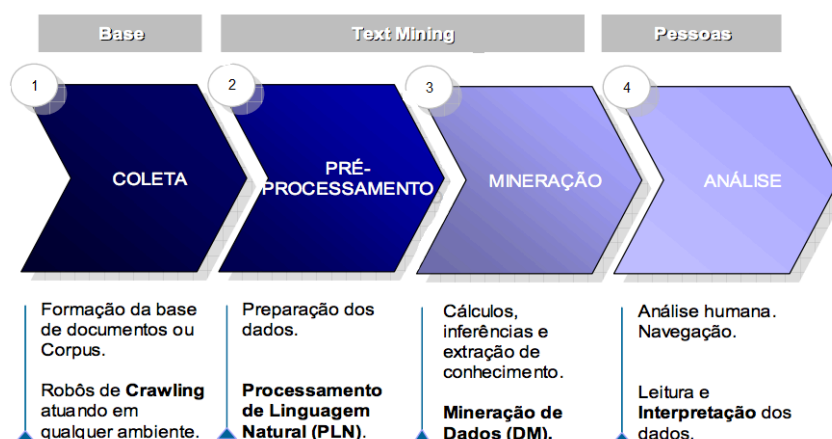 Base
Text Mining
Pessoas
1
2
3
4
COLETA
PRÉ-
PROCESSAMENTO
MINERAÇÃO
ANÁLISE
Formação da base
de documentos ou
Corpus.
Robôs de Crawling
atuando em
qualquer ambiente.
Preparação dos
dados.
Processamento
de Linguagem
Natural (PLN).
Cálculos,
inferências e
extração de
conhecimento.
Mineração de
Dados (DM).
Análise humana.
Navegação.
Leitura e
Interpretação dos
dados.